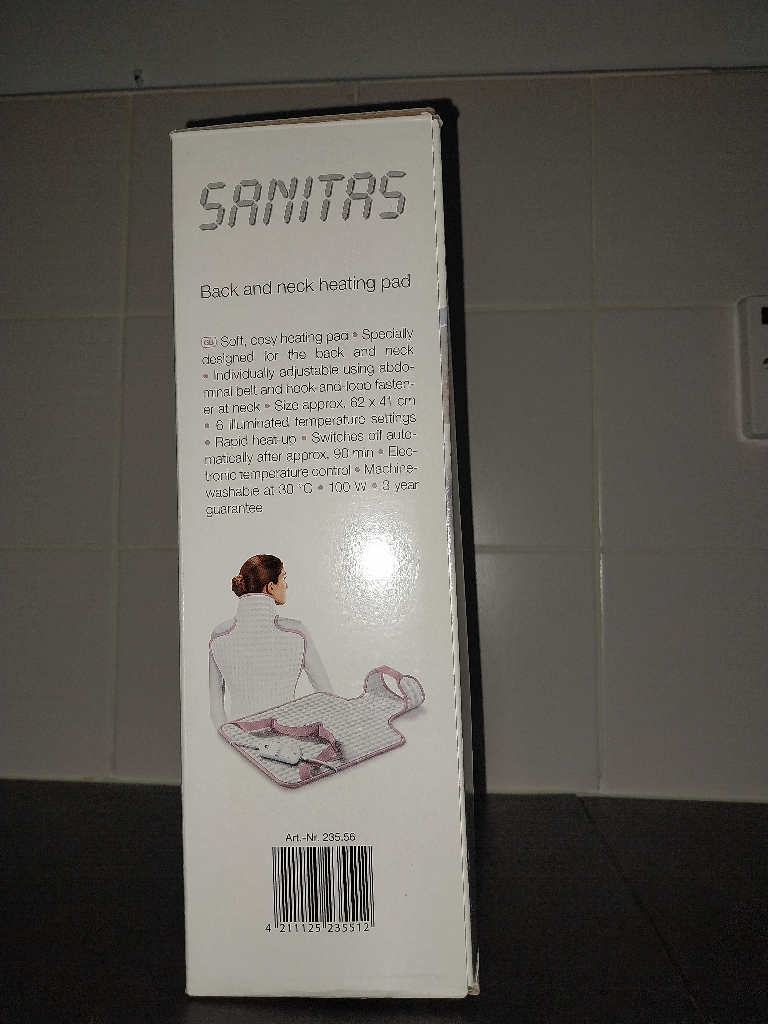 SANITAS
Back and neck heating pad
GB Soft, cosy heating pad • Specially
designed for the back and neck
• Individually adjustable using abdo-
minal belt and hook-and-loop fasten-
er at neck • Size approx. 62 x 41 cm
• 6 illuminated temperature settings
• Rapid heat-up • Switches off auto-
matically after approx. 90 min • Elec-
tronic temperature control • Machine-
washable at 30 °C • 100 W • 3 year
guarantee
Art.-Nr. 235.56
4 211125 235512